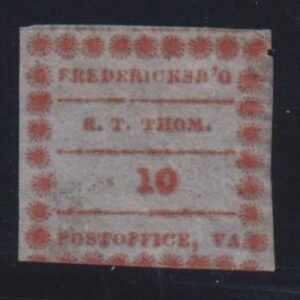 FREDERICKSB'G
R. T. THOM.
10
POSTOFFICE, VA